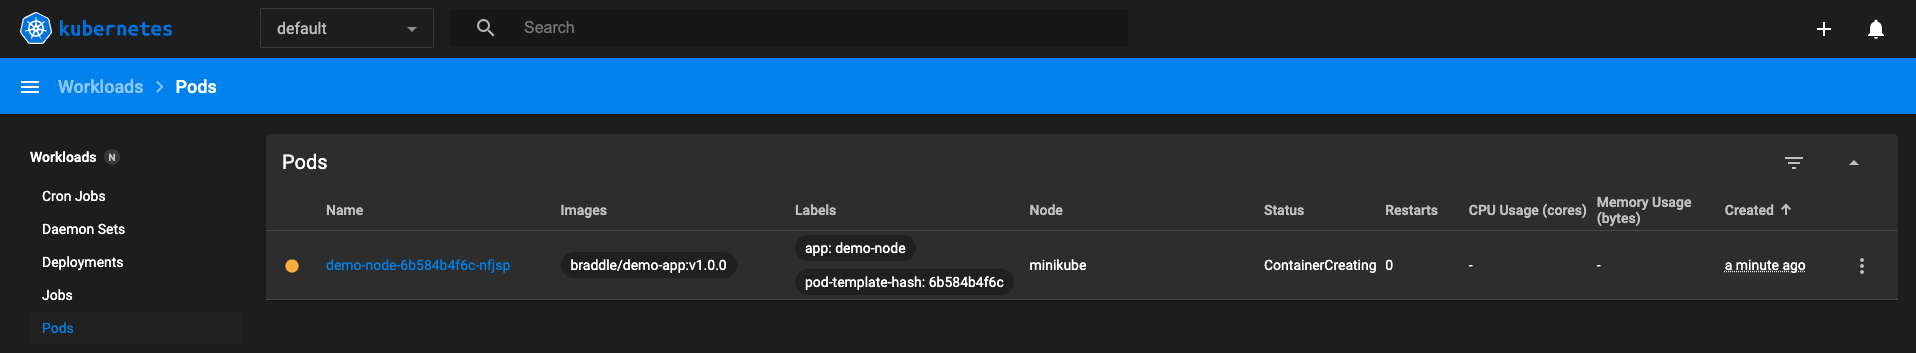 kubernetes
default
Search
Workloads > Pods
Workloads N
Cron Jobs
Daemon Sets
Deployments
Jobs
Pods
Pods
Name Images Labels Node Status Restarts CPU Usage (cores) Memory Usage (bytes) Created ↑
demo-node-6b584b4f6c-nfjsp braddle/demo-app:v1.0.0 app: demo-node
pod-template-hash: 6b584b4f6c
minikube ContainerCreating 0 - - a minute ago